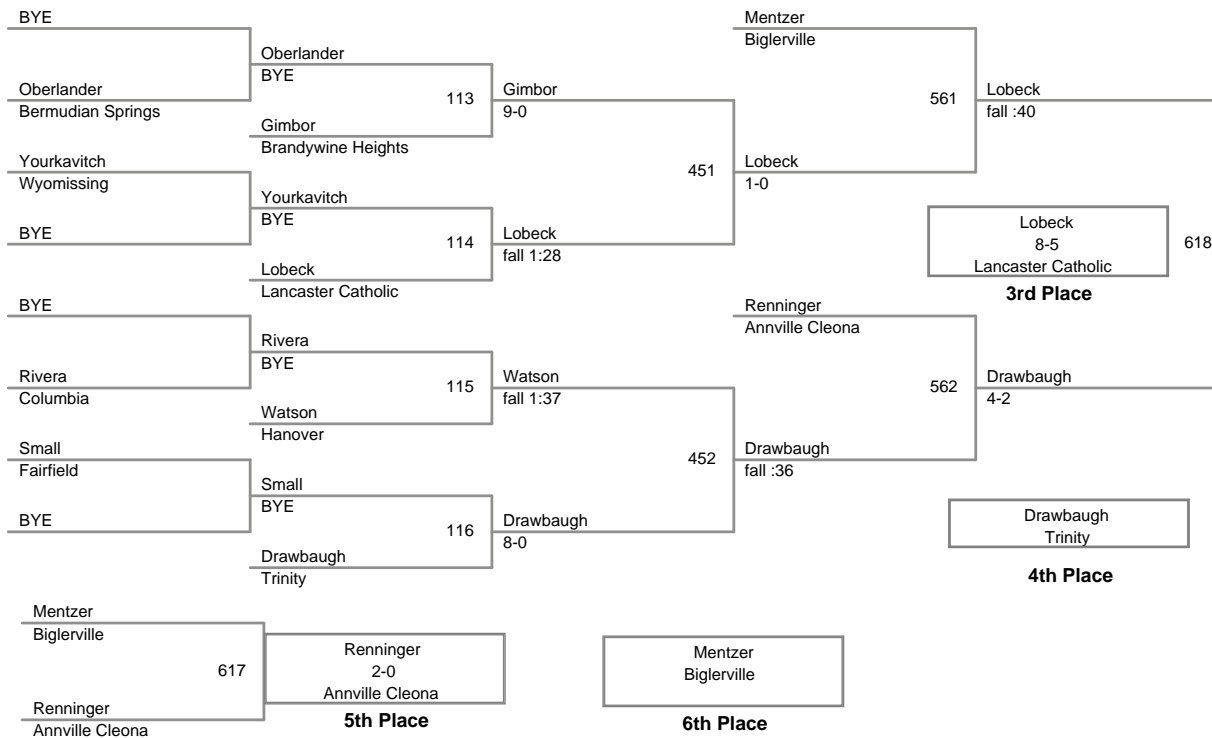 BYE
Oberlander
Bermudian Springs
Yourkavitch
Wyomissing
BYE
BYE
Rivera
Columbia
Small
Fairfield
BYE
Oberlander
BYE
113
Gimbor
Brandywine Heights
Yourkavitch
BYE
114
Lobeck
Lancaster Catholic
Rivera
BYE
115
Watson
Hanover
Small
BYE
116
Drawbaugh
Trinity
Gimbor
9-0
451
Lobeck
fall 1:28
Watson
fall 1:37
452
Drawbaugh
8-0
Mentzer
Biglerville
561
Lobeck
1-0
Renninger
Annville Cleona
562
Drawbaugh
fall :36
Lobeck
fall :40
Lobeck
8-5
Lancaster Catholic
618
3rd Place
Drawbaugh
4-2
Drawbaugh
Trinity
4th Place
Mentzer
Biglerville
617
Renninger
Annville Cleona
Renninger
2-0
Annville Cleona
5th Place
Mentzer
Biglerville
6th Place